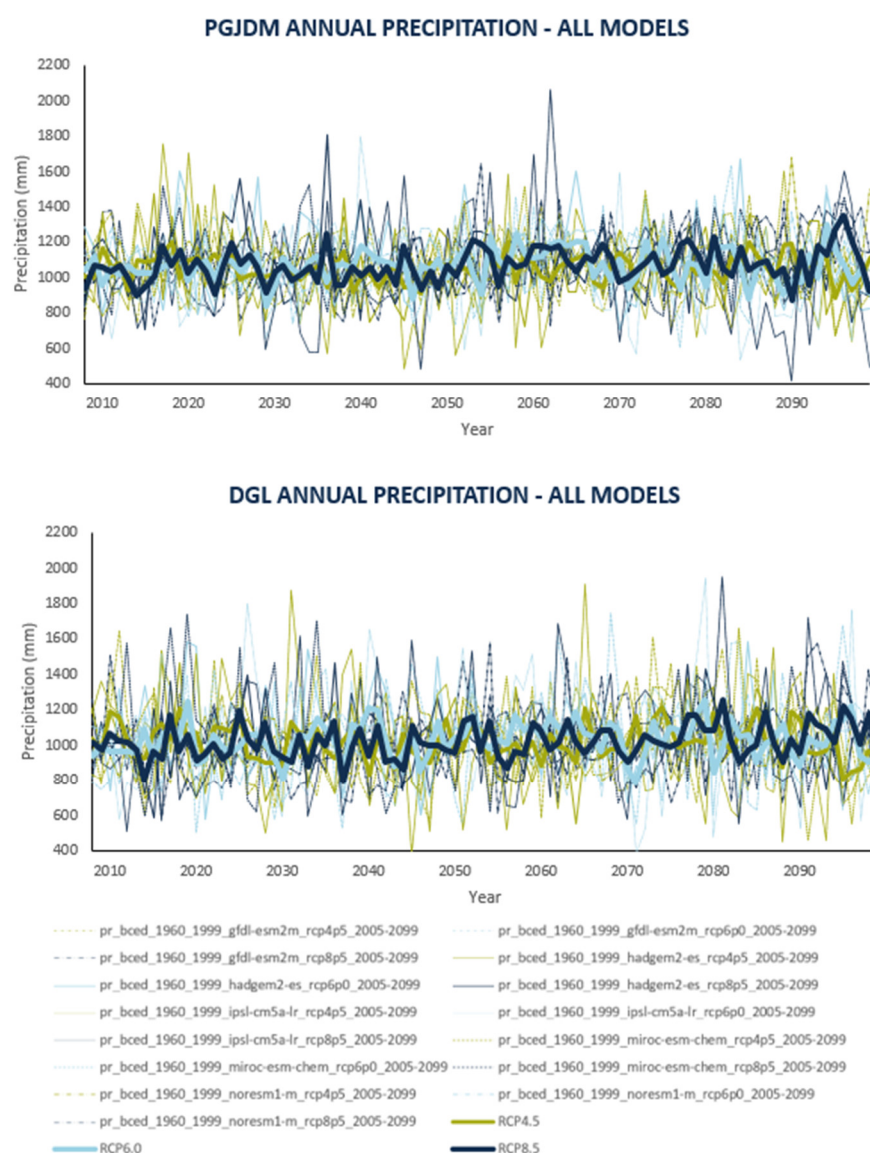 PGJDM ANNUAL PRECIPITATION - ALL MODELS
2200
2000
1800
1600
1400
1200
1000
800
600
400
Precipitation (mm)
2010 2020 2030 2040 2050 2060 2070 2080 2090
Year
DGL ANNUAL PRECIPITATION - ALL MODELS
2200
2000
1800
1600
1400
1200
1000
800
600
400
Precipitation (mm)
2010 2020 2030 2040 2050 2060 2070 2080 2090
Year
pr_bced_1960_1999_gfdl-esm2m_rcp4p5_2005-2099 pr_bced_1960_1999_gfdl-esm2m_rcp6p0_2005-2099
pr_bced_1960_1999_gfdl-esm2m_rcp8p5_2005-2099 pr_bced_1960_1999_hadgem2-es_rcp4p5_2005-2099
pr_bced_1960_1999_hadgem2-es_rcp6p0_2005-2099 pr_bced_1960_1999_hadgem2-es_rcp8p5_2005-2099
pr_bced_1960_1999_ipsl-cm5a-lr_rcp4p5_2005-2099 pr_bced_1960_1999_ipsl-cm5a-lr_rcp6p0_2005-2099
pr_bced_1960_1999_ipsl-cm5a-lr_rcp8p5_2005-2099 pr_bced_1960_1999_miroc-esm-chem_rcp4p5_2005-2099
pr_bced_1960_1999_miroc-esm-chem_rcp6p0_2005-2099 pr_bced_1960_1999_miroc-esm-chem_rcp8p5_2005-2099
pr_bced_1960_1999_noresm1-m_rcp4p5_2005-2099 pr_bced_1960_1999_noresm1-m_rcp6p0_2005-2099
pr_bced_1960_1999_noresm1-m_rcp8p5_2005-2099 RCP4.5
RCP6.0 RCP8.5